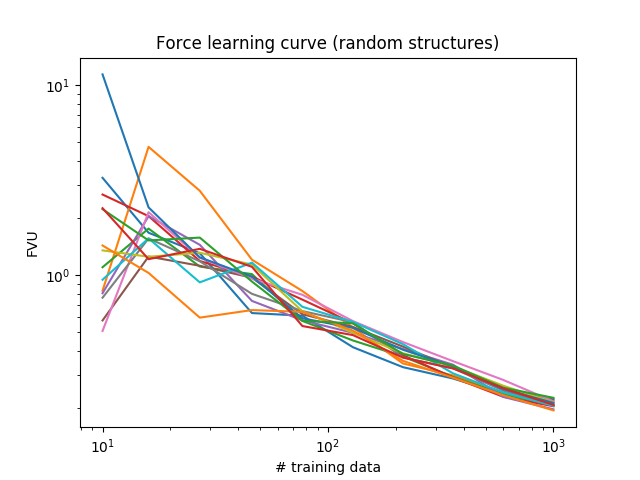 Force learning curve (random structures)
10¹
10⁰
FVU
10¹ 10² 10³
# training data